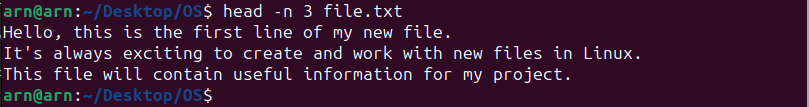 arn@arn:~/Desktop/OS$ head -n 3 file.txt
Hello, this is the first line of my new file.
It's always exciting to create and work with new files in Linux.
This file will contain useful information for my project.
arn@arn:~/Desktop/OS$